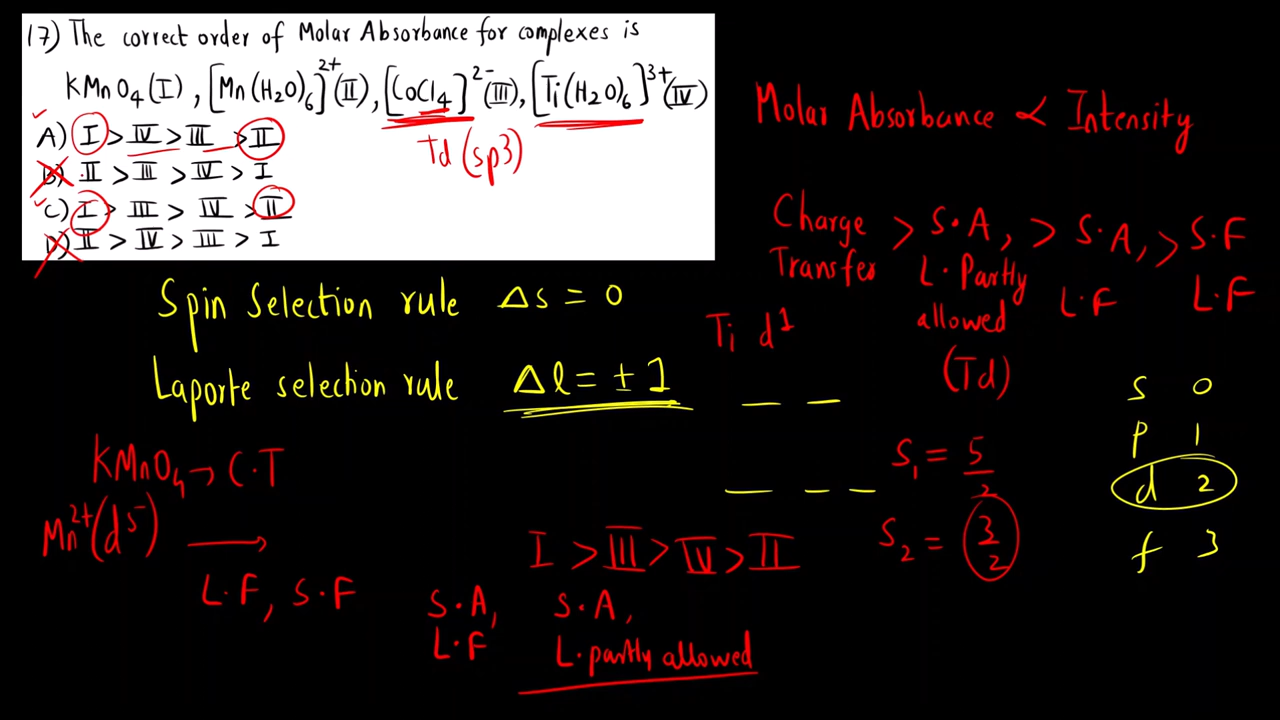 17) The correct order of Molar Absorbance for complexes is
KMnO₄(I), [Mn(H₂O)₆]²⁺(II), [CoCl₄]²⁻(III), [Ti(H₂O)₆]³⁺(IV)
Td (sp3)
A) I > IV > III > II
B) II > III > IV > I
C) I > III > IV > II
D) II > IV > III > I
Molar Absorbance ∝ Intensity
Charge Transfer > S.A, L. Partly allowed (Td) > S.A, L.F > S.F L.F
Spin Selection rule Δs = 0
Laporte selection rule Δl = ± 1
Ti d¹
s 0
p 1
d 2
f 3
KMnO₄ → C.T
Mn²⁺(d⁵) →
L.F, S.F
S₁ = 5/2
S₂ = 3/2
I > III > IV > II
S.A, L.F
S.A, L. partly allowed